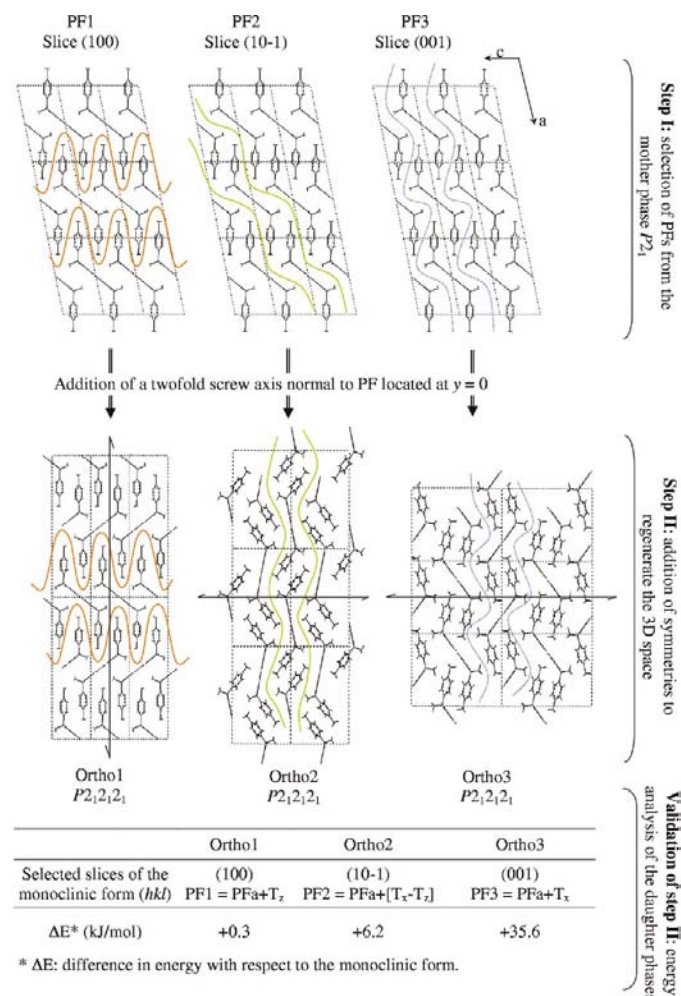 PF1 PF2 PF3
Slice (100) Slice (10-1) Slice (001)
c
a
Step I: selection of PFs from the
mother phase P2₁
Addition of a twofold screw axis normal to PF located at y = 0
Step II: addition of symmetries to
regenerate the 3D space
Ortho1 Ortho2 Ortho3
P2₁2₁2₁ P2₁2₁2₁ P2₁2₁2₁
Validation of step II: energy
analysis of the daughter phases
Ortho1 Ortho2 Ortho3
Selected slices of the (100) (10-1) (001)
monoclinic form (hkl) PF1 = PFa+T_z PF2 = PFa+[T_x-T_z] PF3 = PFa+T_x
ΔE* (kJ/mol) +0.3 +6.2 +35.6
* ΔE: difference in energy with respect to the monoclinic form.